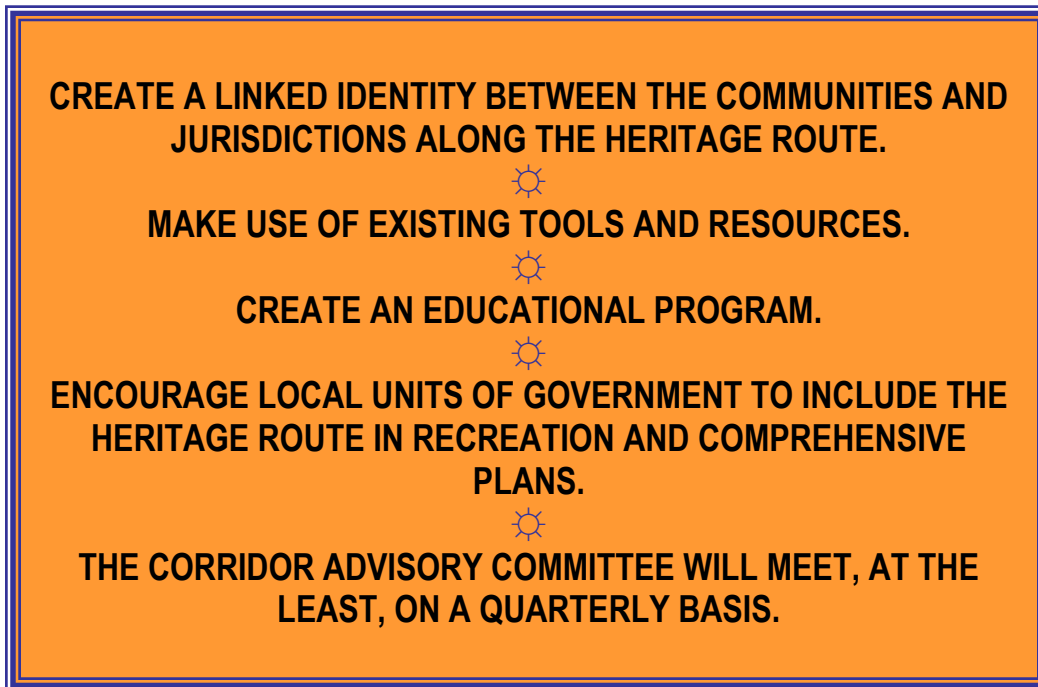 CREATE A LINKED IDENTITY BETWEEN THE COMMUNITIES AND
JURISDICTIONS ALONG THE HERITAGE ROUTE.
MAKE USE OF EXISTING TOOLS AND RESOURCES.
CREATE AN EDUCATIONAL PROGRAM.
ENCOURAGE LOCAL UNITS OF GOVERNMENT TO INCLUDE THE
HERITAGE ROUTE IN RECREATION AND COMPREHENSIVE
PLANS.
THE CORRIDOR ADVISORY COMMITTEE WILL MEET, AT THE
LEAST, ON A QUARTERLY BASIS.